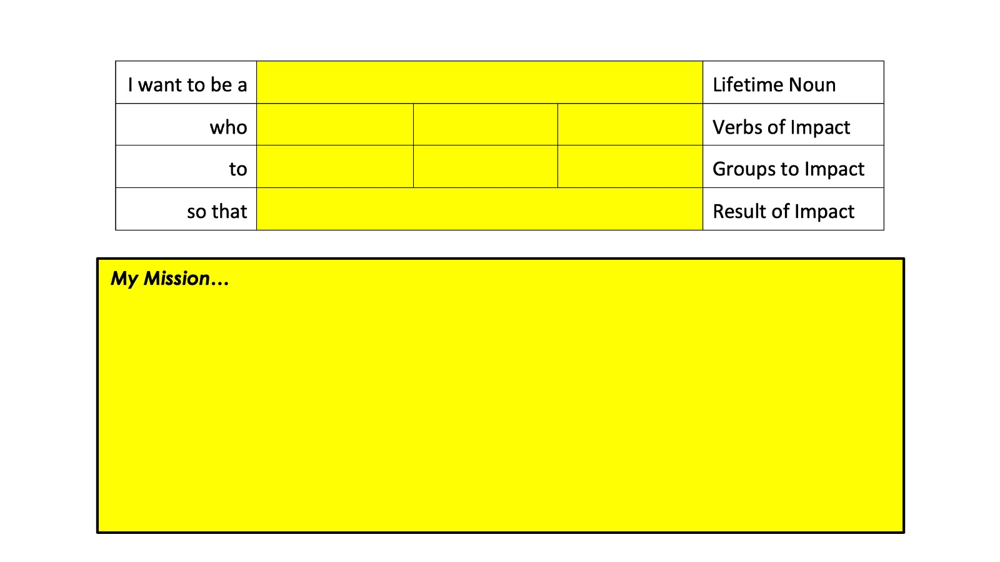 I want to be a Lifetime Noun
who Verbs of Impact
to Groups to Impact
so that Result of Impact
My Mission...